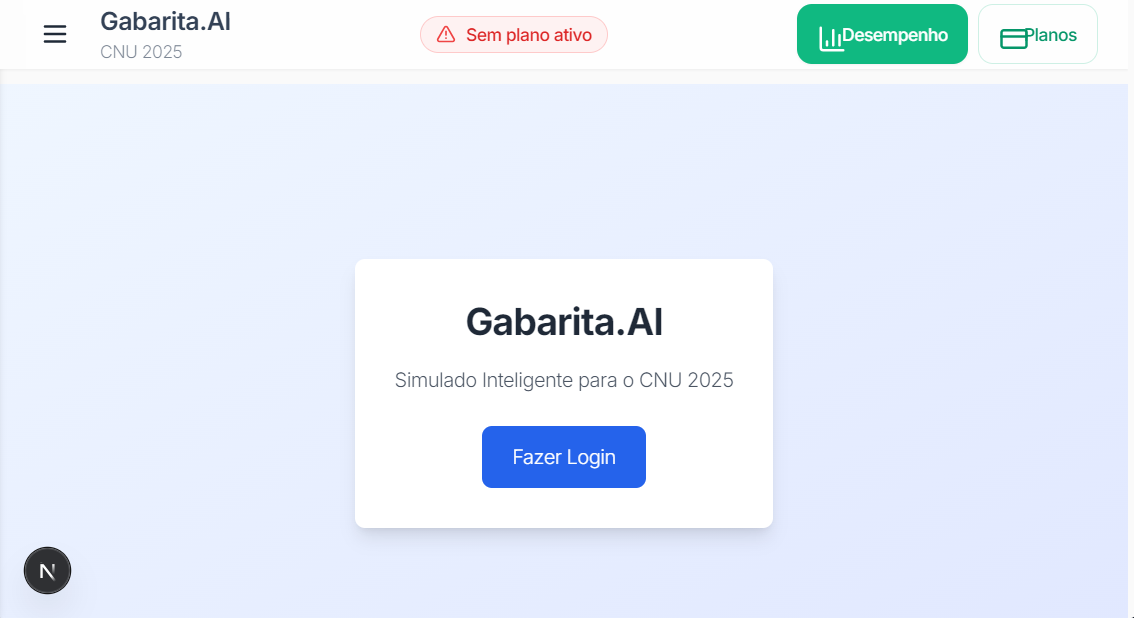 Gabarita.AI
CNU 2025
Sem plano ativo
Desempenho
Planos
Gabarita.AI
Simulado Inteligente para o CNU 2025
Fazer Login
N